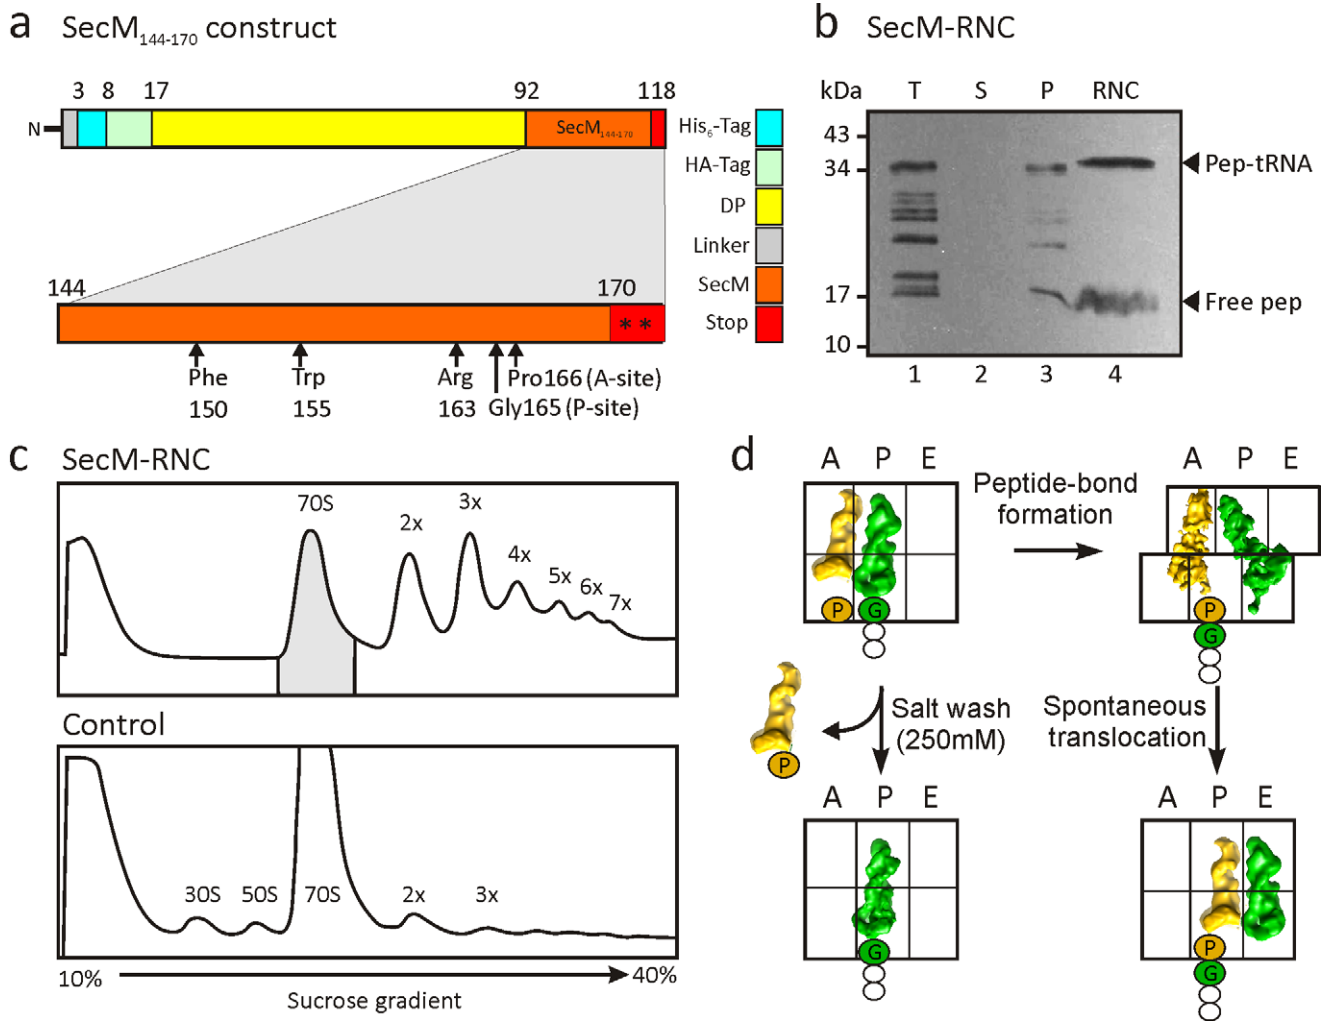 a SecM144-170 construct
3 8 17 92 118
N
SecM144-170
His6-Tag
HA-Tag
DP
Linker
SecM
Stop
144 170
* *
Phe Trp Arg Pro166 (A-site)
150 155 163 Gly165 (P-site)
b SecM-RNC
kDa T S P RNC
43
34
17
10
Pep-tRNA
Free pep
1 2 3 4
c SecM-RNC
70S 2x 3x 4x 5x 6x 7x
Control
30S 50S 70S 2x 3x
10% 40%
Sucrose gradient
d
A P E
P G
Peptide-bond
formation
A P E
P
G
P
Salt wash
(250mM)
Spontaneous
translocation
A P E
G
A P E
P
G